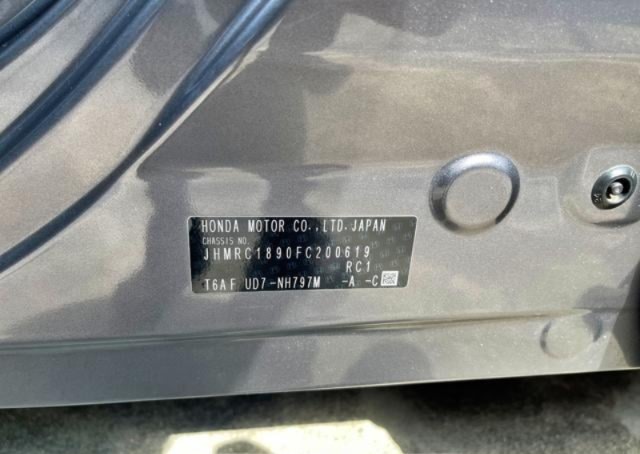 HONDA MOTOR CO.,LTD.JAPAN
CHASSIS NO.
JHMRC1890FC200619
RC1
T6AF UD7-NH797M -A -C